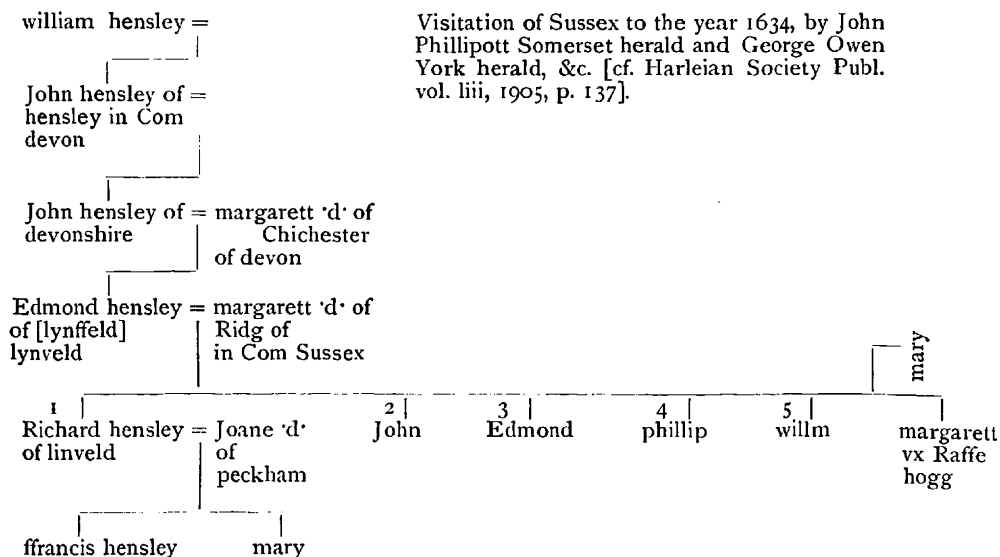 william hensley =
Visitation of Sussex to the year 1634, by John
Phillipott Somerset herald and George Owen
York herald, &c. [cf. Harleian Society Publ.
vol. liii, 1905, p. 137].
John hensley of =
hensley in Com
devon
John hensley of = margarett 'd' of
devonshire Chichester
of devon
Edmond hensley = margarett 'd' of
of [lynffeld] Ridg of
lynveld in Com Sussex
mary
1 2 3 4 5
Richard hensley = Joane 'd' John Edmond phillip willm margarett
of linveld of vx Raffe
peckham hogg
ffrancis hensley mary